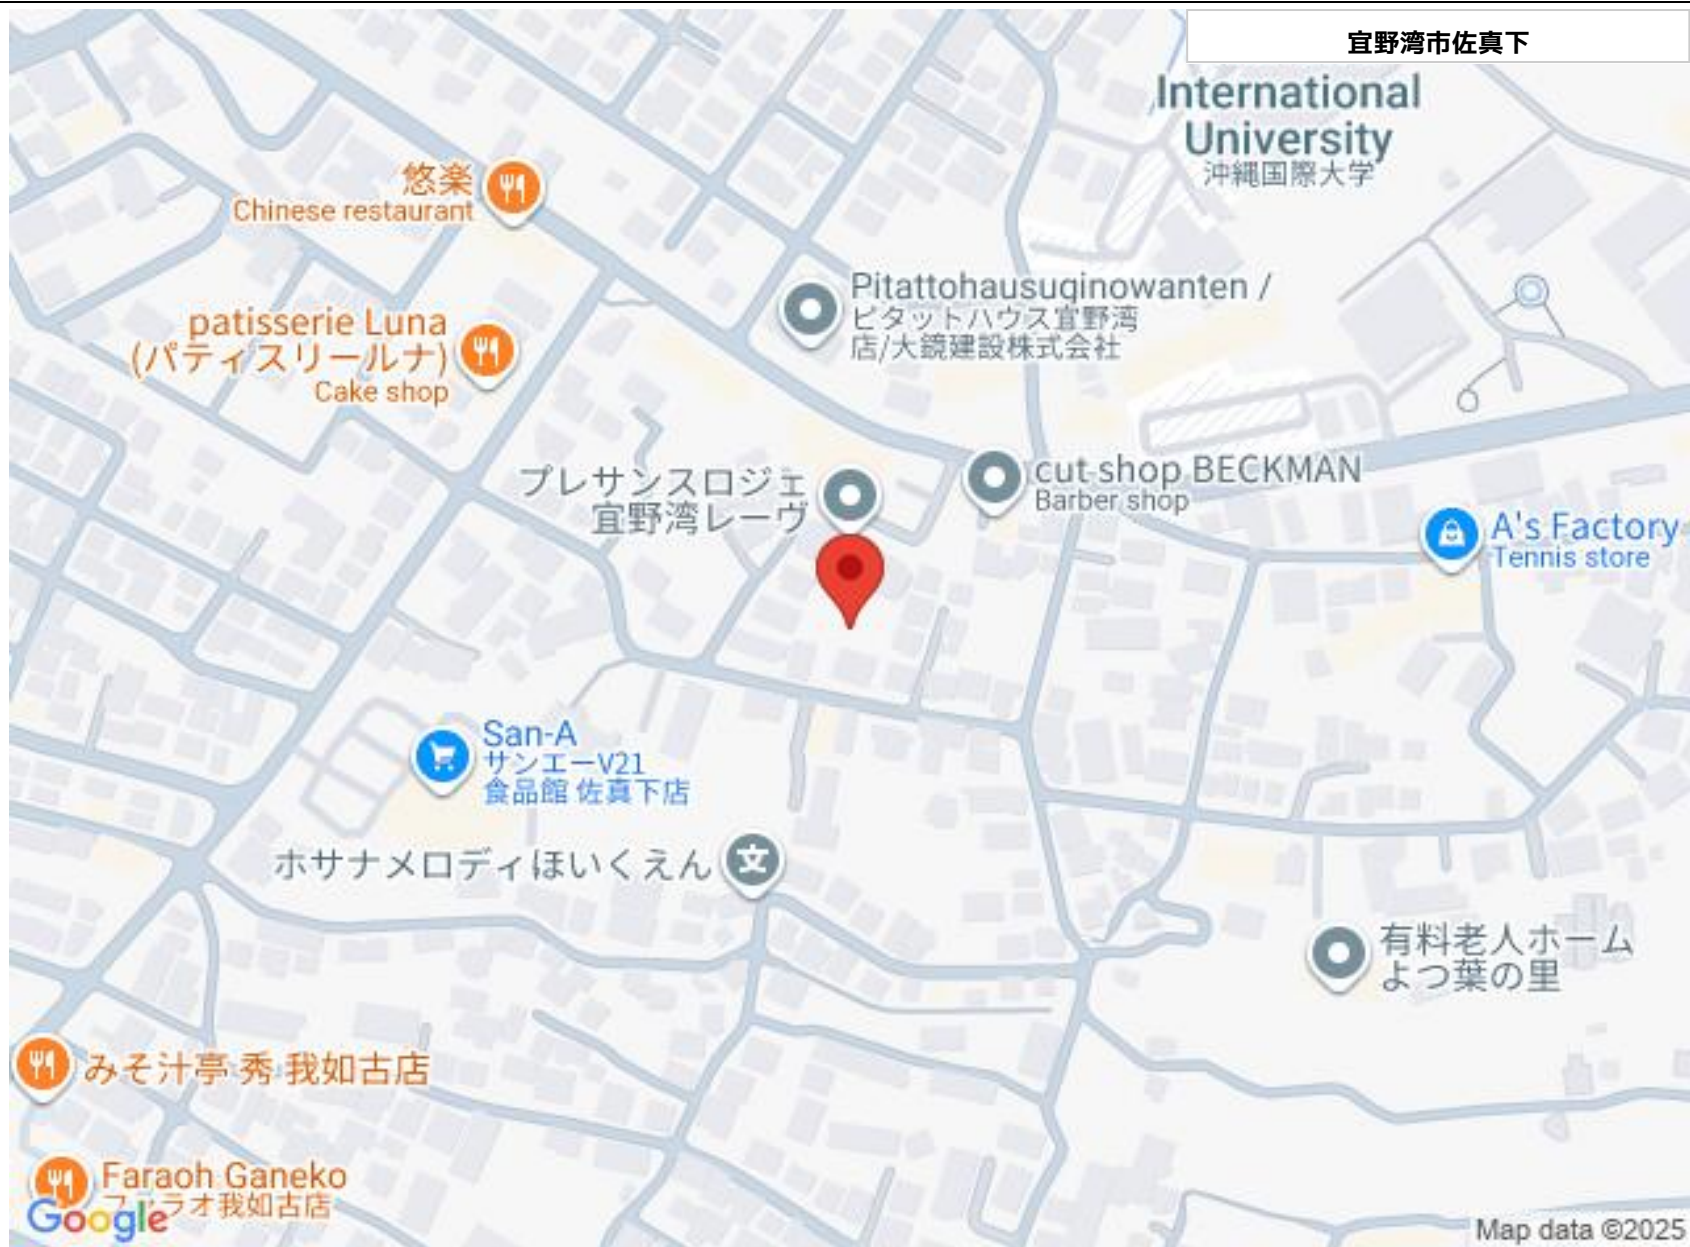 宜野湾市佐真下
International
University
沖縄国際大学
悠楽
Chinese restaurant
Pitattohausuginowanten /
ピタットハウス宜野湾
店/大鏡建設株式会社
patisserie Luna
(パティスリールナ)
Cake shop
プレサンスロジェ
宜野湾レーヴ
cut shop BECKMAN
Barber shop
A's Factory
Tennis store
San-A
サンエーV21
食品館 佐真下店
ホサナメロディほいくえん
文
有料老人ホーム
よつ葉の里
みそ汁亭 秀 我如古店
Faraoh Ganeko
ファラオ我如古店
Google
Map data ©2025